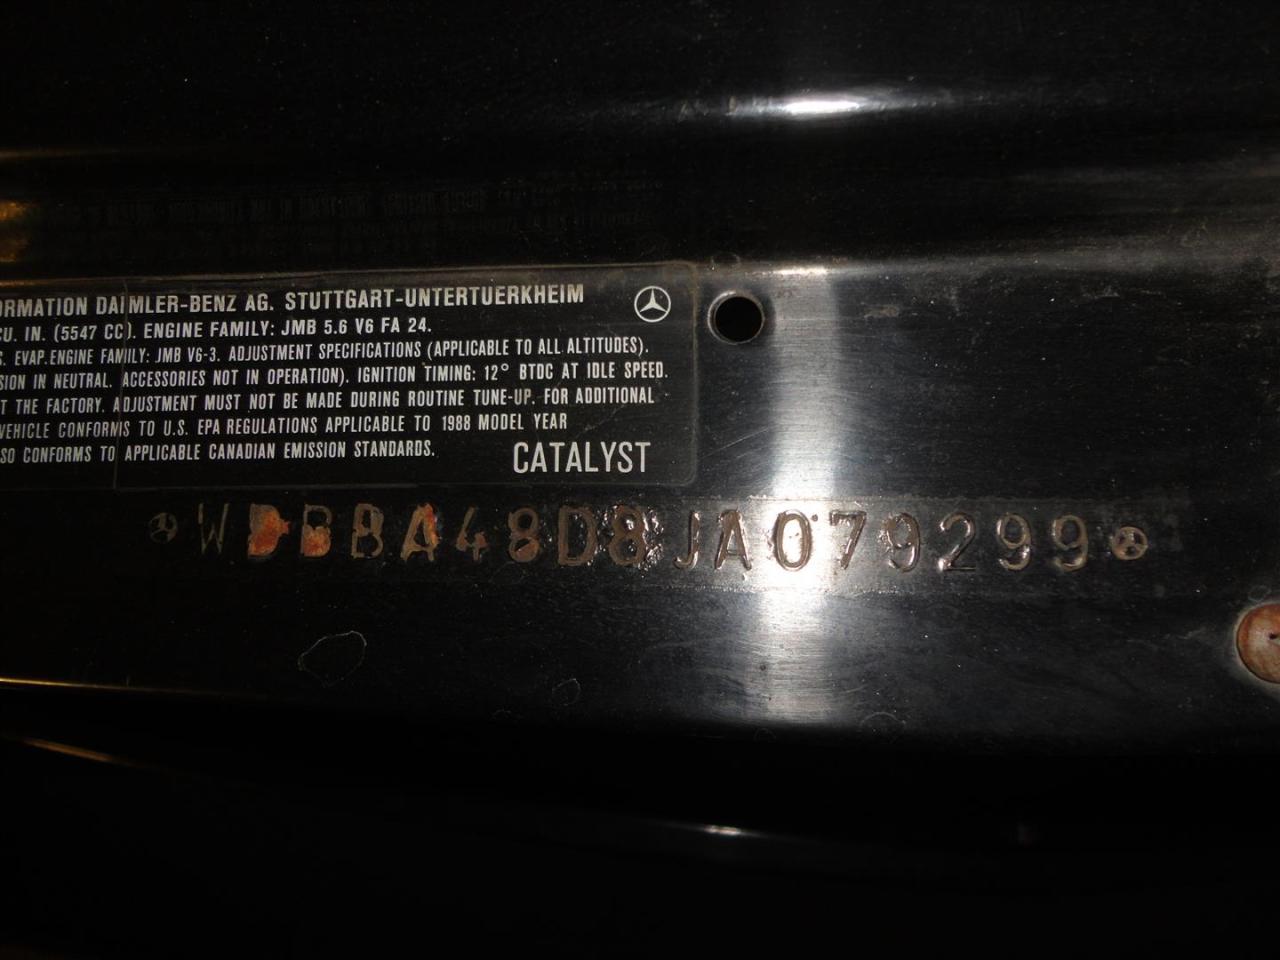 ORMATION DAIMLER-BENZ AG. STUTTGART-UNTERTUERKHEIM
CU. IN. (5547 CC). ENGINE FAMILY: JMB 5.6 V6 FA 24.
S. EVAP. ENGINE FAMILY: JMB V6-3. ADJUSTMENT SPECIFICATIONS (APPLICABLE TO ALL ALTITUDES).
SION IN NEUTRAL. ACCESSORIES NOT IN OPERATION). IGNITION TIMING: 12° BTDC AT IDLE SPEED.
T THE FACTORY. ADJUSTMENT MUST NOT BE MADE DURING ROUTINE TUNE-UP. FOR ADDITIONAL
VEHICLE CONFORMS TO U.S. EPA REGULATIONS APPLICABLE TO 1988 MODEL YEAR
SO CONFORMS TO APPLICABLE CANADIAN EMISSION STANDARDS.
CATALYST
WDBBA48D8JA079299